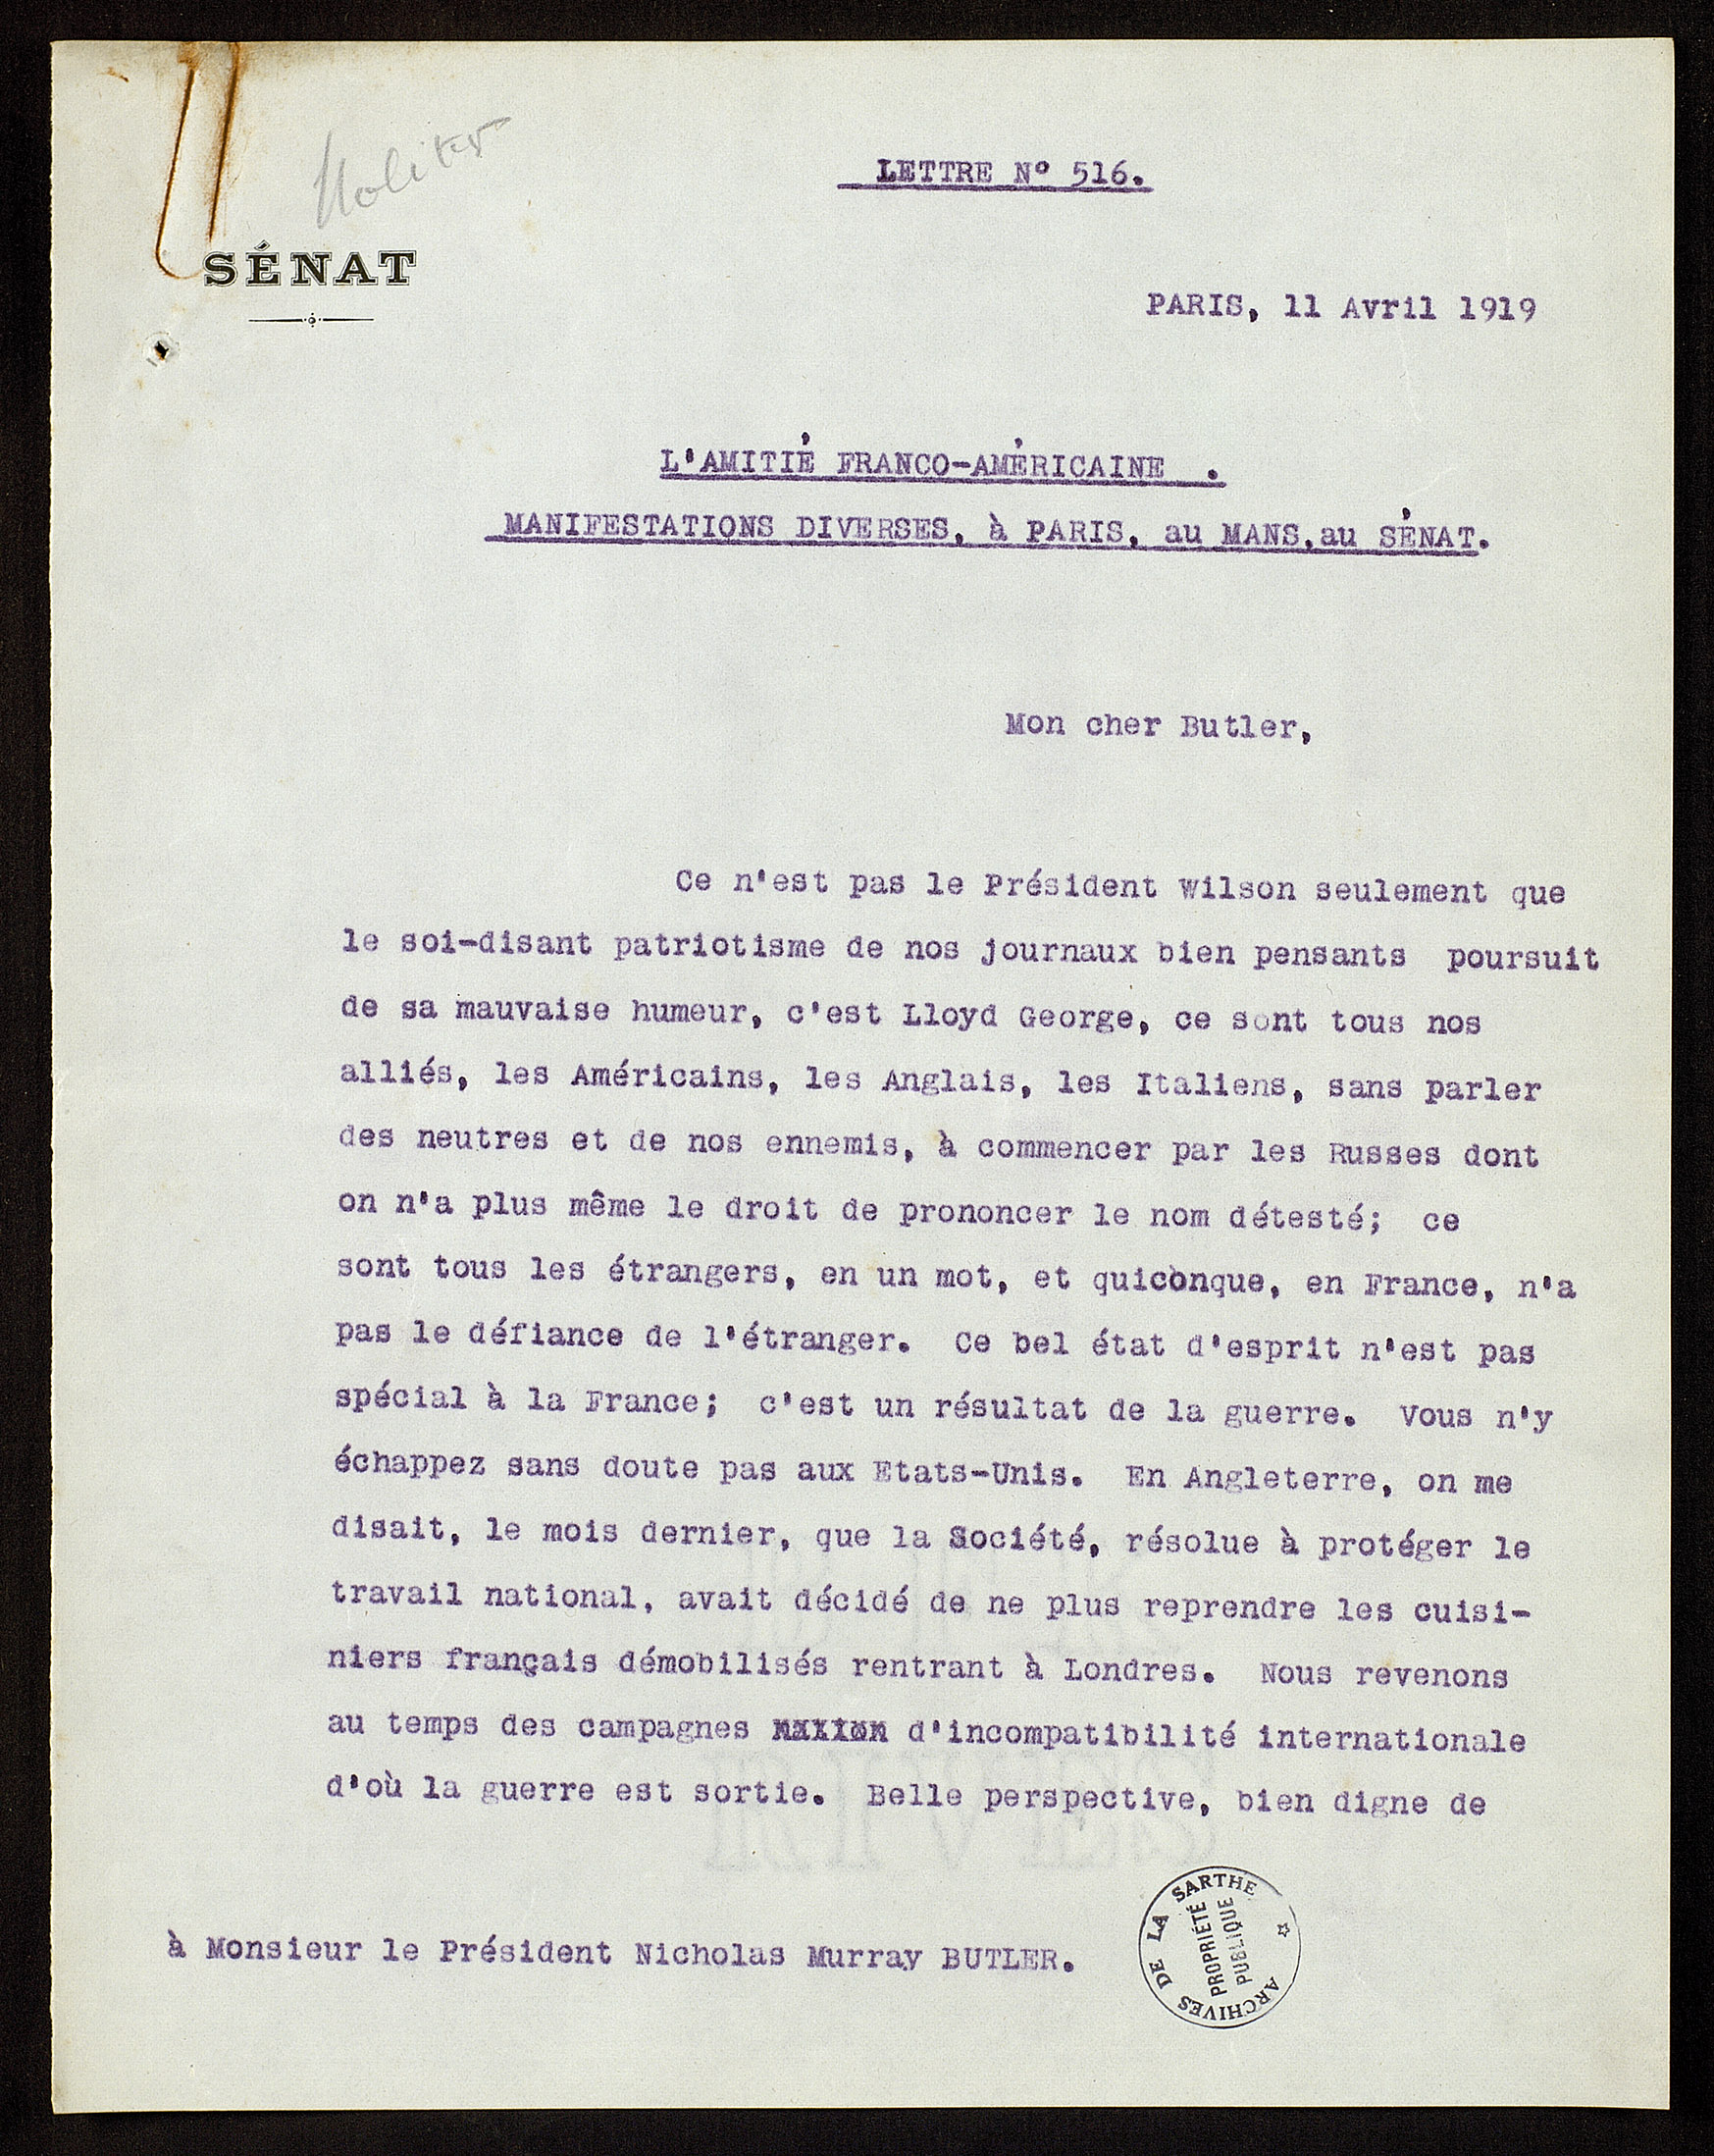 LETTRE Nº 516.
SÉNAT
PARIS, 11 Avril 1919
L'AMITIÉ FRANCO-AMÉRICAINE .
MANIFESTATIONS DIVERSES, à PARIS, au MANS, au SÉNAT.
Mon cher Butler,
Ce n'est pas le Président Wilson seulement que
le soi-disant patriotisme de nos journaux bien pensants poursuit
de sa mauvaise humeur, c'est Lloyd George, ce sont tous nos
alliés, les Américains, les Anglais, les Italiens, sans parler
des neutres et de nos ennemis, à commencer par les Russes dont
on n'a plus même le droit de prononcer le nom détesté; ce
sont tous les étrangers, en un mot, et quiconque, en France, n'a
pas le défiance de l'étranger. Ce bel état d'esprit n'est pas
spécial à la France; c'est un résultat de la guerre. Vous n'y
échappez sans doute pas aux Etats-Unis. En Angleterre, on me
disait, le mois dernier, que la Société, résolue à protéger le
travail national, avait décidé de ne plus reprendre les cuisi-
niers français démobilisés rentrant à Londres. Nous revenons
au temps des campagnes d'incompatibilité internationale
d'où la guerre est sortie. Belle perspective, bien digne de
à Monsieur le Président Nicholas Murray BUTLER.
ARCHIVES DE LA SARTHE
PROPRIÉTÉ
PUBLIQUE